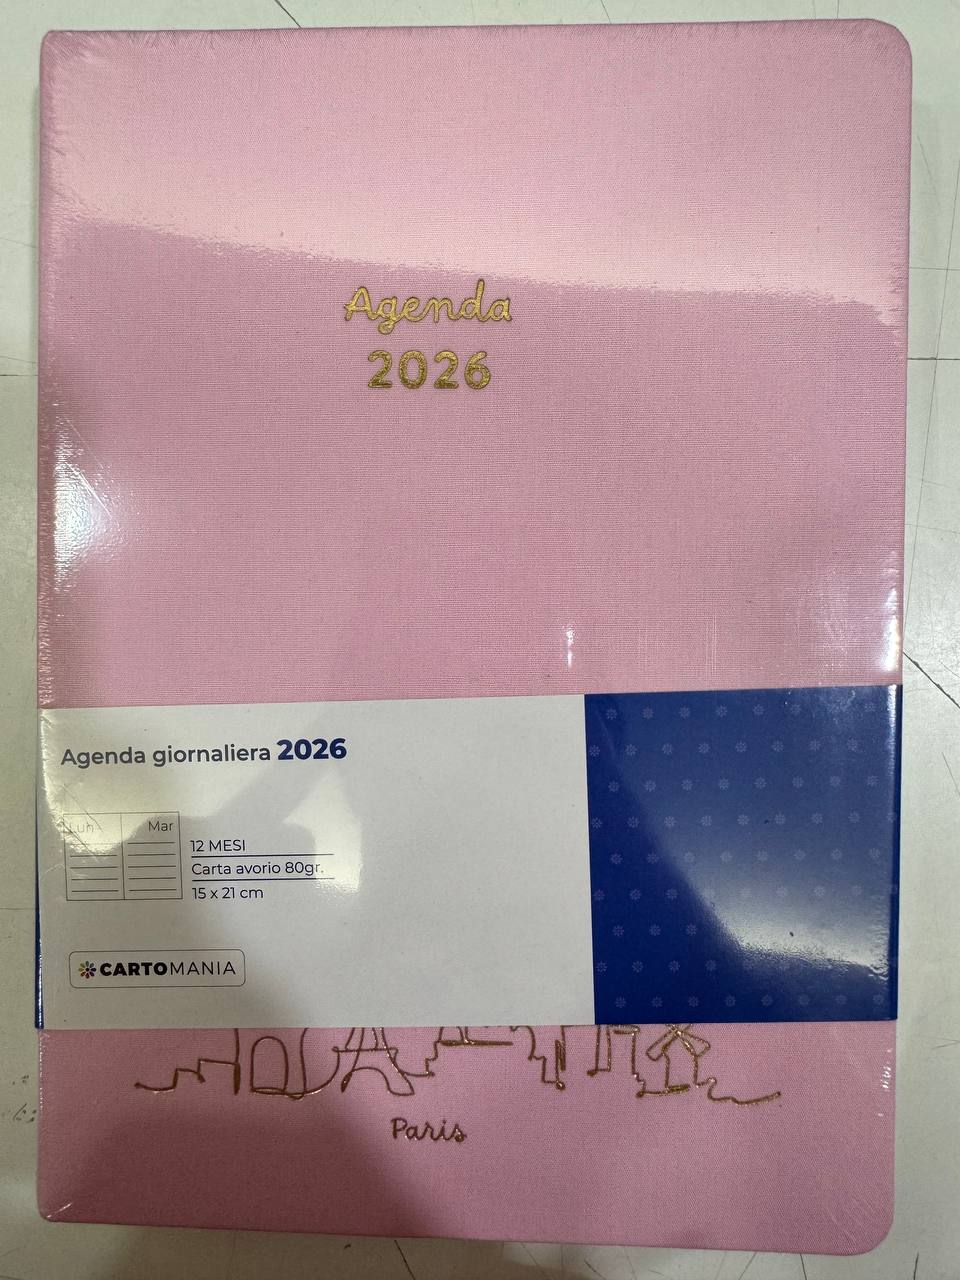 Agenda
2026
Agenda giornaliera 2026
Lun Mar
12 MESI
Carta avorio 80gr.
15 x 21 cm
CARTOMANIA
Paris